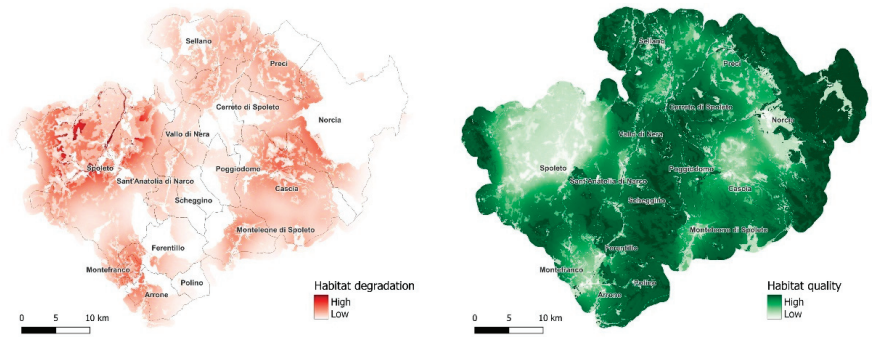 Sellano
Preci
Cerreto di Spoleto
Norcia
Vallo di Nera
Spoleto
Poggiodomo
Sant'Anatolia di Narco
Cascia
Scheggino
Monteleone di Spoleto
Ferentillo
Montefranco
Polino
Arrone
Habitat degradation
High
Low
0 5 10 km
Sellano
Preci
Cerreto di Spoleto
Norcia
Vallo di Nera
Spoleto
Poggiodomo
Sant'Anatolia di Narco
Cascia
Scheggino
Monteleone di Spoleto
Ferentillo
Montefranco
Polino
Arrone
Habitat quality
High
Low
0 5 10 km